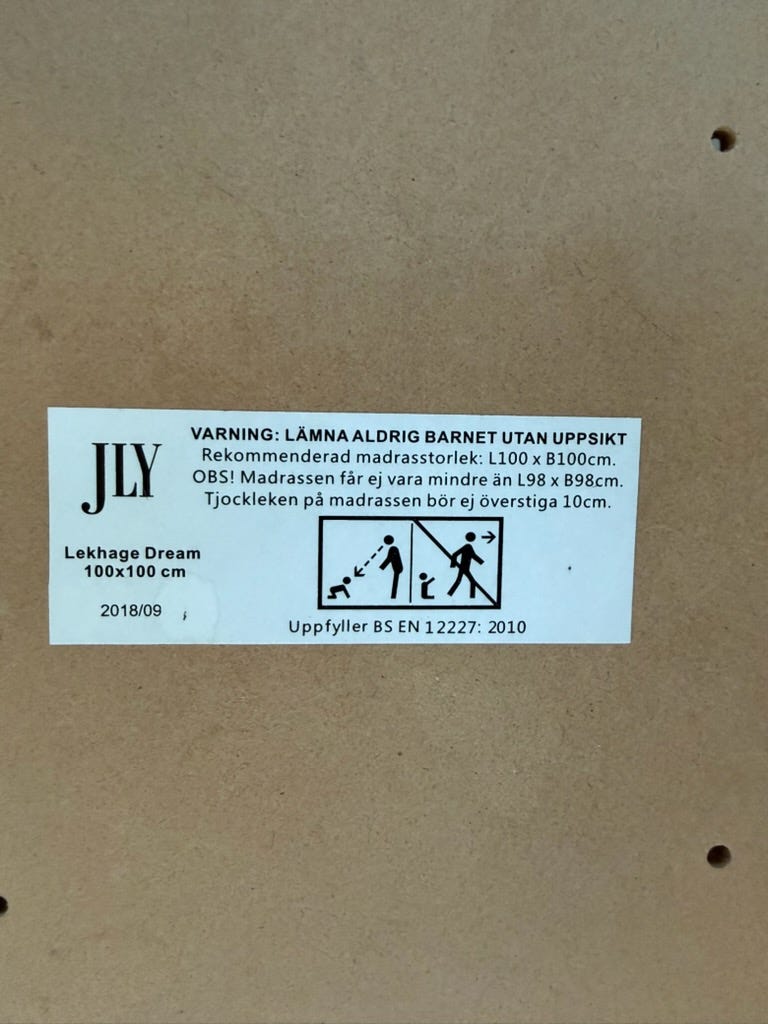 JLY
Lekhage Dream
100x100 cm
2018/09
VARNING: LÄMNA ALDRIG BARNET UTAN UPPSIKT
Rekommenderad madrasstorlek: L100 x B100cm.
OBS! Madrassen får ej vara mindre än L98 x B98cm.
Tjockleken på madrassen bör ej överstiga 10cm.
Uppfyller BS EN 12227: 2010